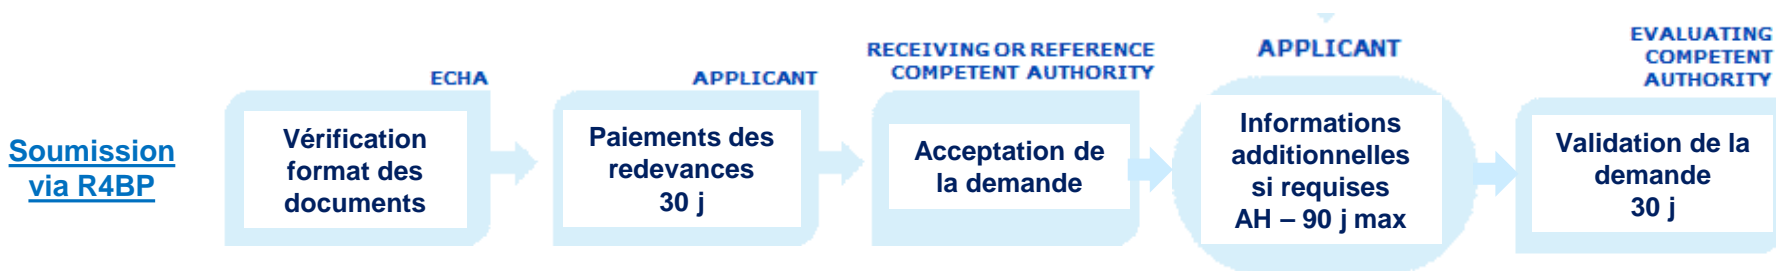 Soumission
via R4BP
ECHA
Vérification
format des
documents
APPLICANT
Paiements des
redevances
30 j
RECEIVING OR REFERENCE
COMPETENT AUTHORITY
Acceptation de
la demande
APPLICANT
Informations
additionnelles
si requises
AH – 90 j max
EVALUATING
COMPETENT
AUTHORITY
Validation de la
demande
30 j